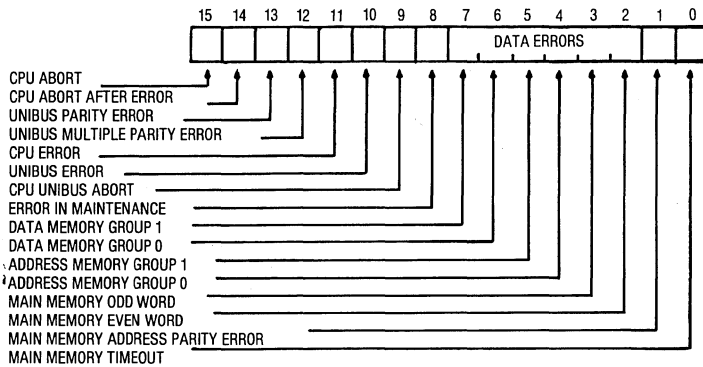 15 14 13 12 11 10 9 8 7 6 5 4 3 2 1 0
DATA ERRORS
CPU ABORT
CPU ABORT AFTER ERROR
UNIBUS PARITY ERROR
UNIBUS MULTIPLE PARITY ERROR
CPU ERROR
UNIBUS ERROR
CPU UNIBUS ABORT
ERROR IN MAINTENANCE
DATA MEMORY GROUP 1
DATA MEMORY GROUP 0
ADDRESS MEMORY GROUP 1
ADDRESS MEMORY GROUP 0
MAIN MEMORY ODD WORD
MAIN MEMORY EVEN WORD
MAIN MEMORY ADDRESS PARITY ERROR
MAIN MEMORY TIMEOUT